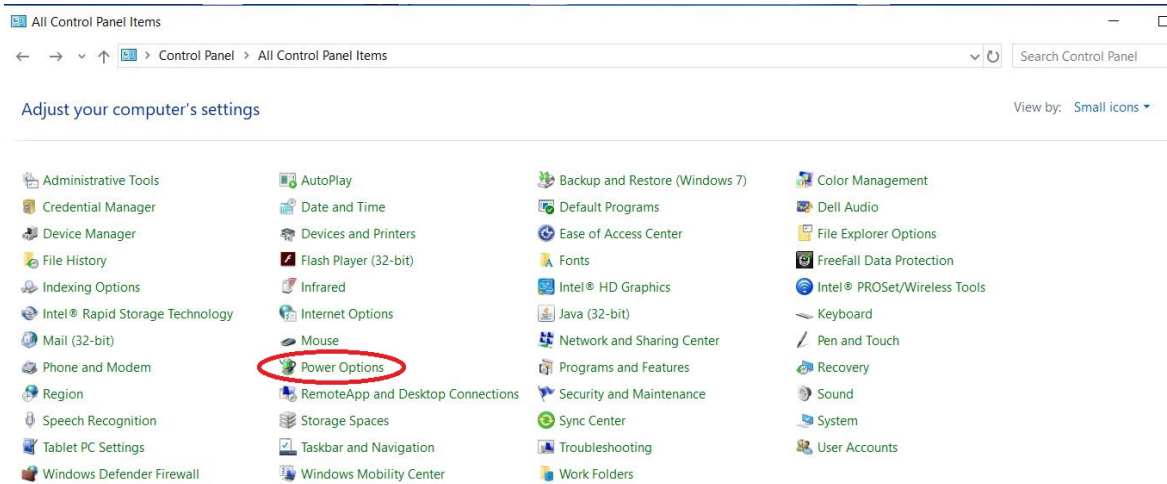 All Control Panel Items
Control Panel > All Control Panel Items
Search Control Panel
Adjust your computer's settings
View by: Small icons
Administrative Tools AutoPlay Backup and Restore (Windows 7) Color Management
Credential Manager Date and Time Default Programs Dell Audio
Device Manager Devices and Printers Ease of Access Center File Explorer Options
File History Flash Player (32-bit) Fonts FreeFall Data Protection
Indexing Options Infrared Intel® HD Graphics Intel® PROSet/Wireless Tools
Intel® Rapid Storage Technology Internet Options Java (32-bit) Keyboard
Mail (32-bit) Mouse Network and Sharing Center Pen and Touch
Phone and Modem Power Options Programs and Features Recovery
Region RemoteApp and Desktop Connections Security and Maintenance Sound
Speech Recognition Storage Spaces Sync Center System
Tablet PC Settings Taskbar and Navigation Troubleshooting User Accounts
Windows Defender Firewall Windows Mobility Center Work Folders